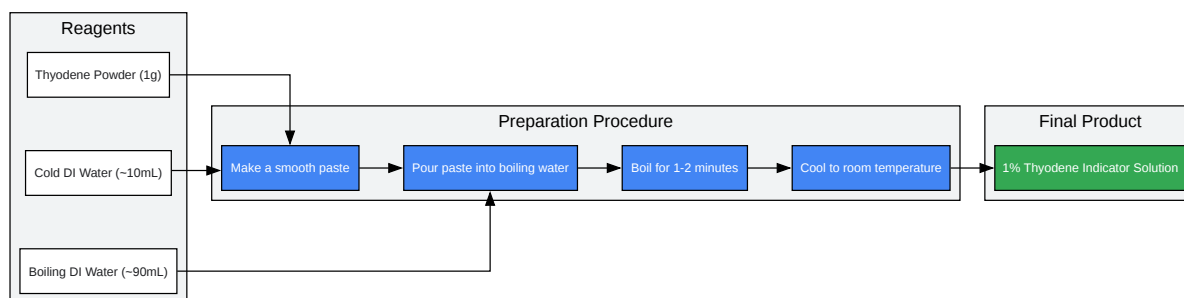 Reagents
Thyodene Powder (1g)
Cold DI Water (~10mL)
Boiling DI Water (~90mL)
Preparation Procedure
Make a smooth paste
Pour paste into boiling water
Boil for 1-2 minutes
Cool to room temperature
Final Product
1% Thyodene Indicator Solution